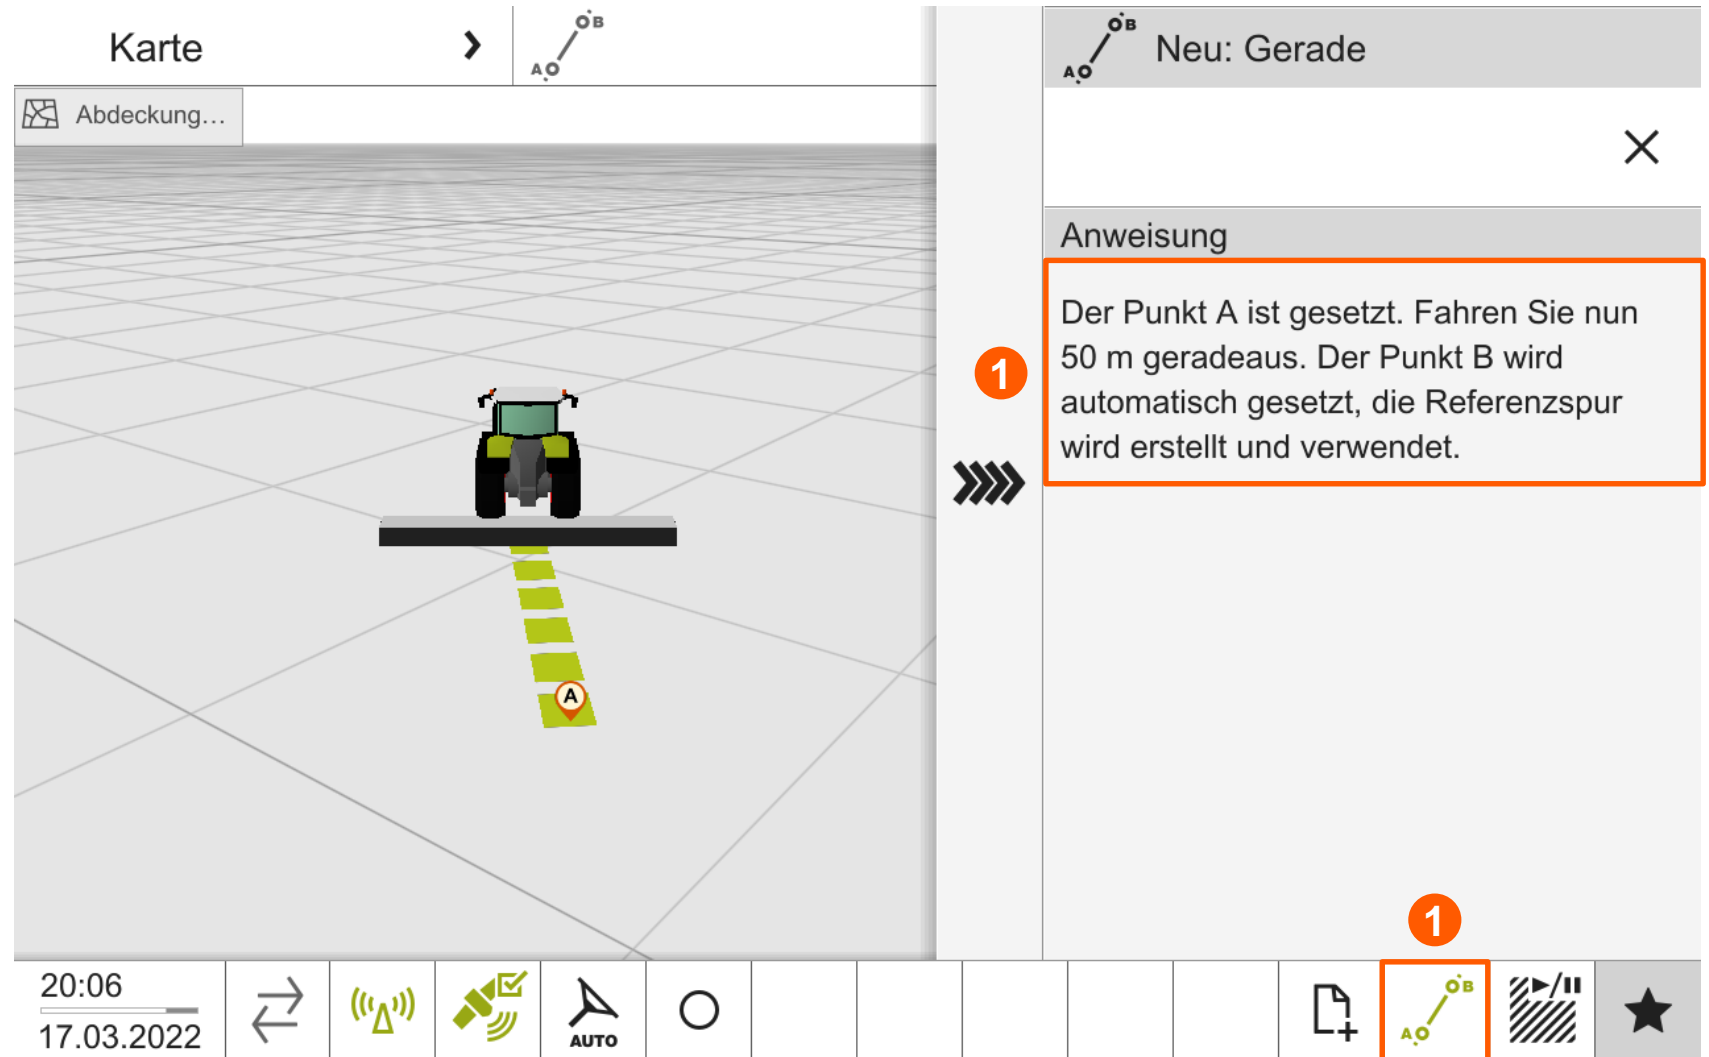 Karte
A B
A B Neu: Gerade
Abdeckung...
Anweisung
Der Punkt A ist gesetzt. Fahren Sie nun
50 m geradeaus. Der Punkt B wird
automatisch gesetzt, die Referenzspur
wird erstellt und verwendet.
1
A
1
20:06
17.03.2022
AUTO
A B